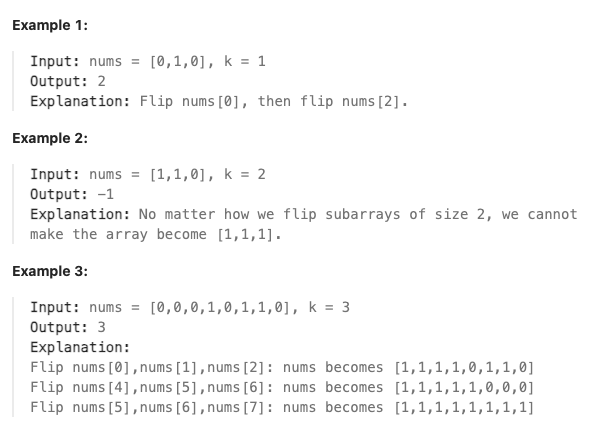 Example 1:
Input: nums = [0,1,0], k = 1
Output: 2
Explanation: Flip nums[0], then flip nums[2].
Example 2:
Input: nums = [1,1,0], k = 2
Output: −1
Explanation: No matter how we flip subarrays of size 2, we cannot
make the array become [1,1,1].
Example 3:
Input: nums = [0,0,0,1,0,1,1,0], k = 3
Output: 3
Explanation:
Flip nums[0],nums[1],nums[2]: nums becomes [1,1,1,1,0,1,1,0]
Flip nums[4],nums[5],nums[6]: nums becomes [1,1,1,1,1,0,0,0]
Flip nums[5],nums[6],nums[7]: nums becomes [1,1,1,1,1,1,1,1]